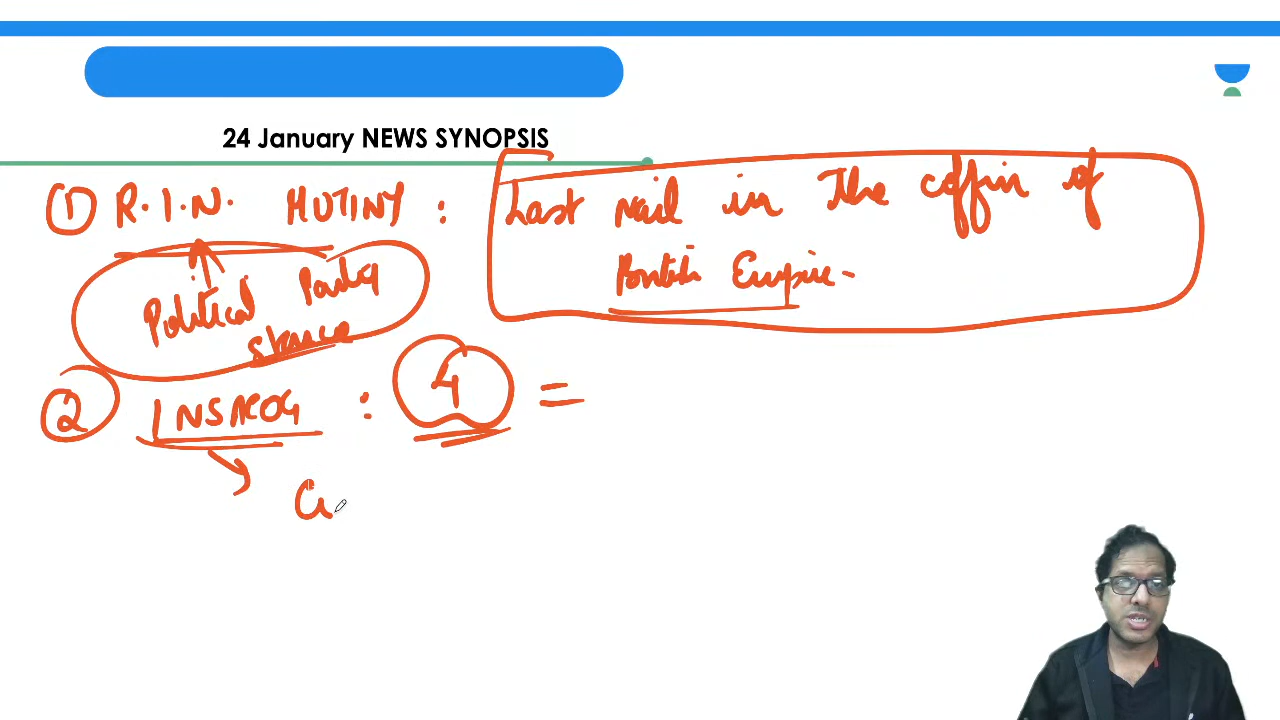 24 January NEWS SYNOPSIS
① R.I.N. MUTINY : Last nail in The coffin of
British Empire-
Political Party
stance
② INSACOG : 4 =
G